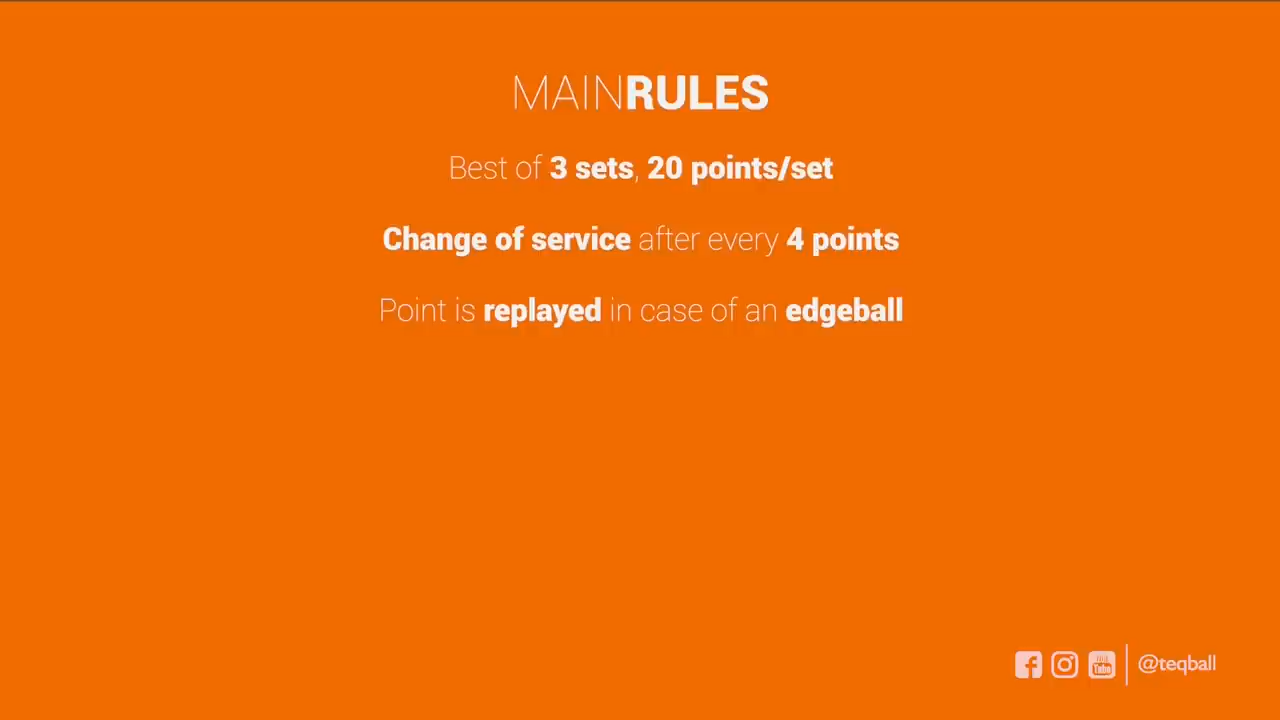 MAINRULES
Best of 3 sets, 20 points/set
Change of service after every 4 points
Point is replayed in case of an edgeball
@teqball